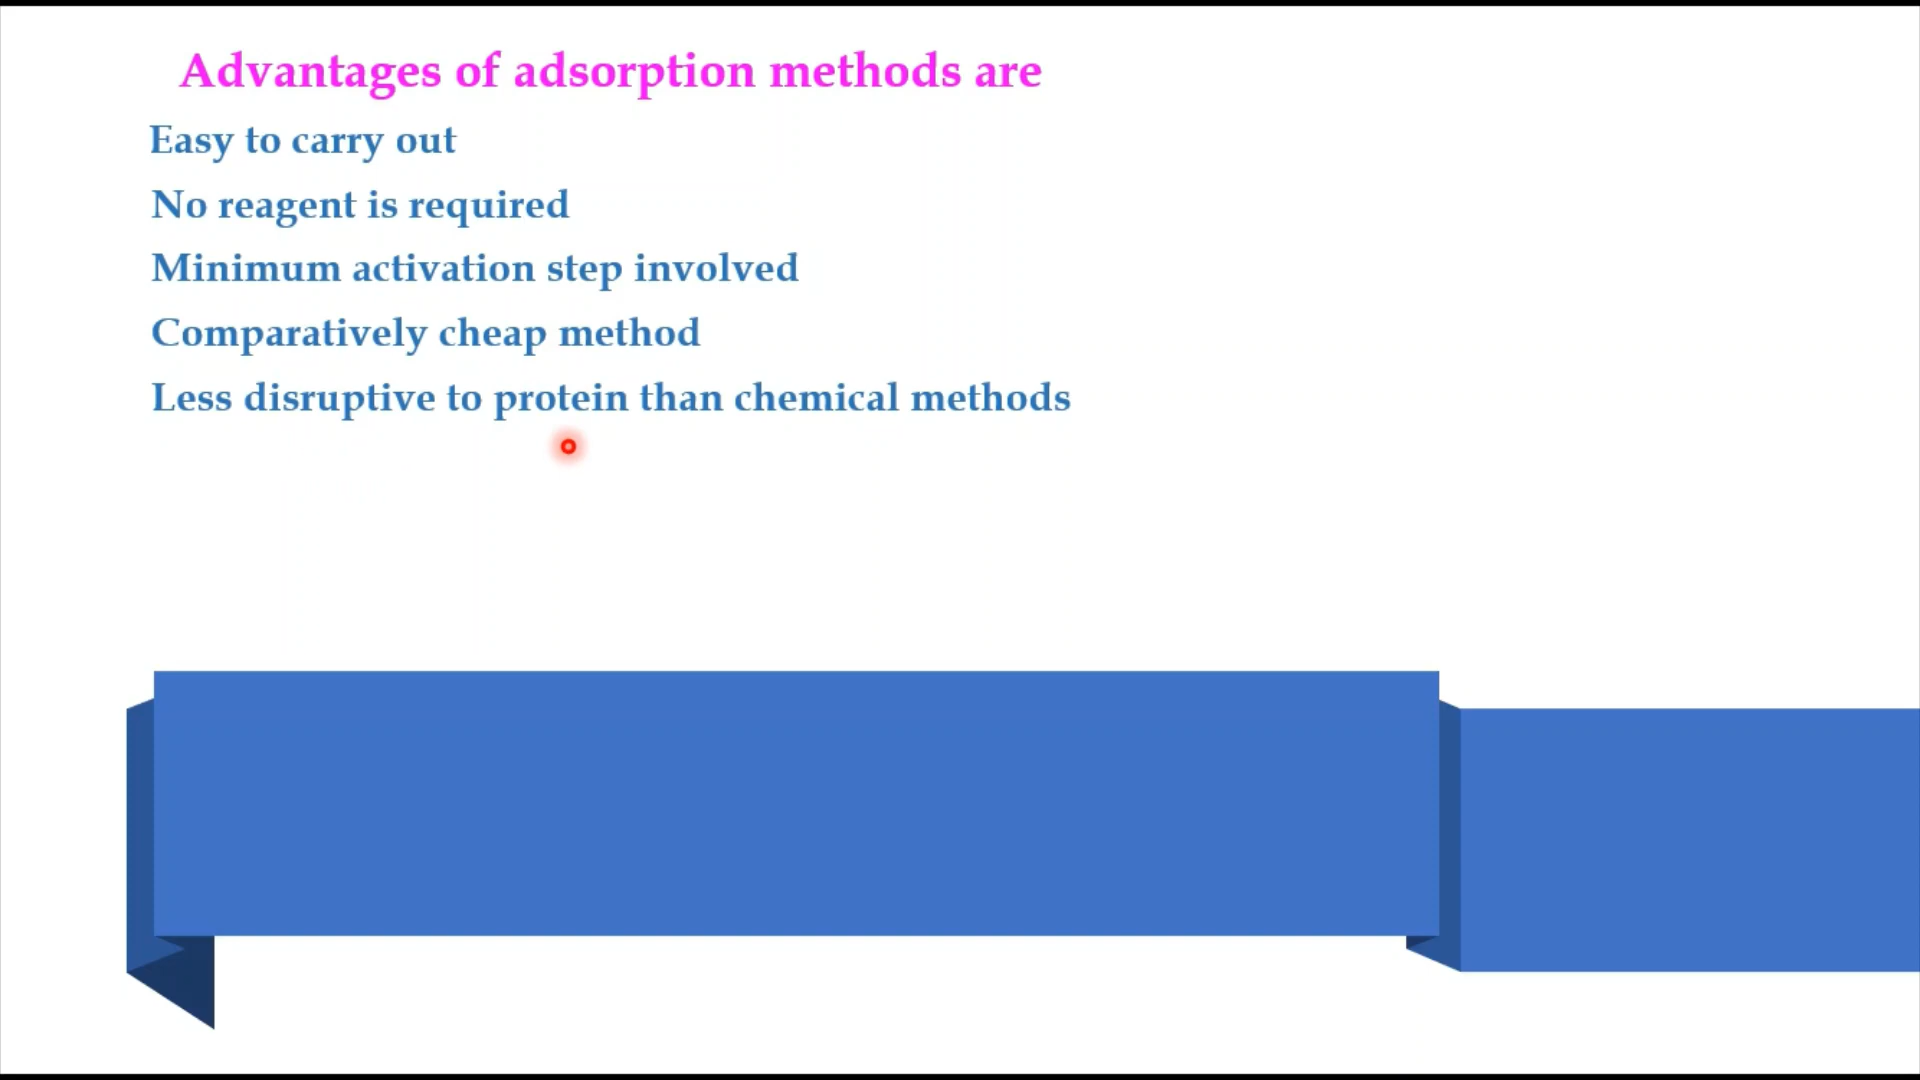 Advantages of adsorption methods are
Easy to carry out
No reagent is required
Minimum activation step involved
Comparatively cheap method
Less disruptive to protein than chemical methods